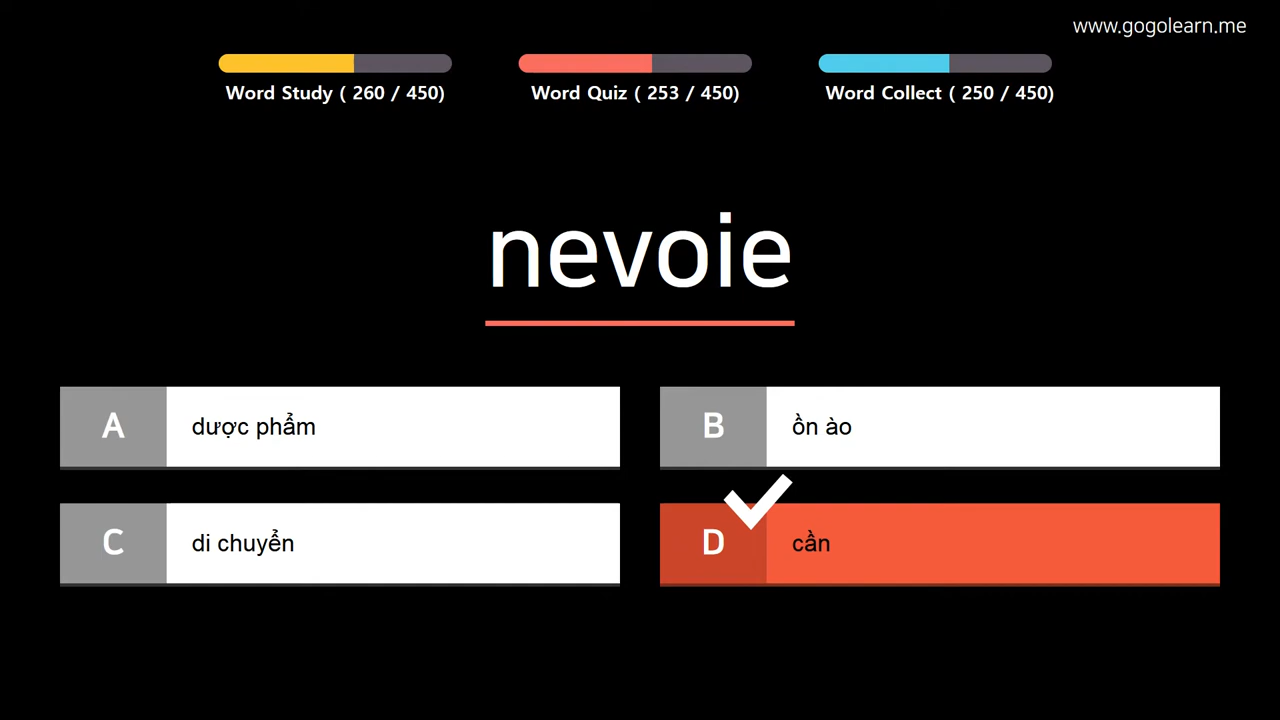 www.gogolearn.me
Word Study ( 260 / 450)
Word Quiz ( 253 / 450)
Word Collect ( 250 / 450)
nevoie
A
dược phẩm
B
ồn ào
C
di chuyển
D
cần